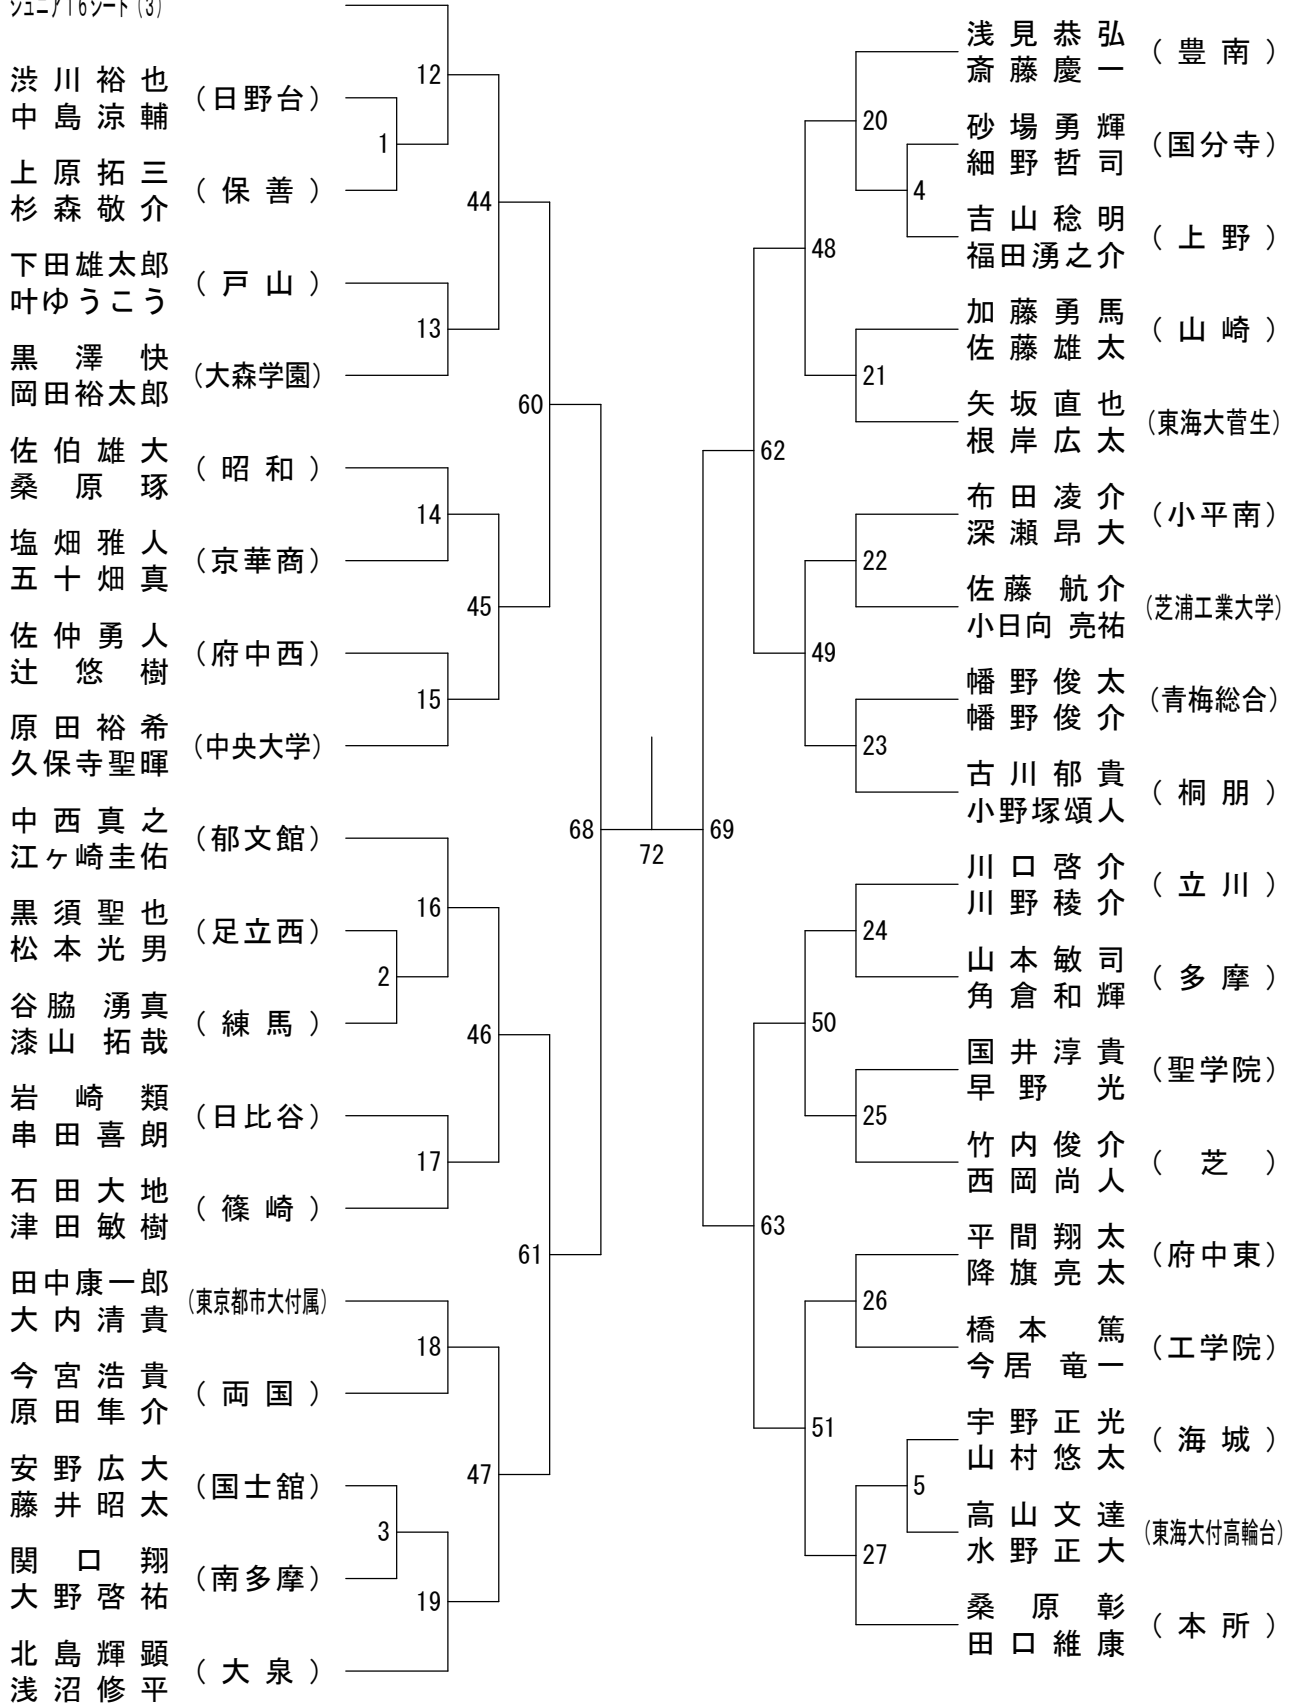 ジュニア16シード(3)
渋川裕也
中島涼輔
(日野台)
上原拓三
杉森敬介
(保善)
下田雄太郎
叶ゆうこう
(戸山)
黒澤快
岡田裕太郎
(大森学園)
佐伯雄大
桑原琢
(昭和)
塩畑雅人
五十畑真
(京華商)
佐仲勇人
辻悠樹
(府中西)
原田裕希
久保寺聖暉
(中央大学)
中西真之
江ヶ崎圭佑
(郁文館)
黒須聖也
松本光男
(足立西)
谷脇湧真
漆山拓哉
(練馬)
岩崎類
串田喜朗
(日比谷)
石田大地
津田敏樹
(篠崎)
田中康一郎
大内清貴
(東京都市大付属)
今宮浩貴
原田隼介
(両国)
安野広大
藤井昭太
(国士舘)
関口翔
大野啓祐
(南多摩)
北島輝顕
浅沼修平
(大泉)
12
1
44
13
60
14
45
15
68
16
2
46
17
61
18
47
3
19
72
69
浅見恭弘
斎藤慶一
(豊南)
砂場勇輝
細野哲司
(国分寺)
吉山稔明
福田湧之介
(上野)
加藤勇馬
佐藤雄太
(山崎)
矢坂直也
根岸広太
(東海大菅生)
布田凌介
深瀬昂大
(小平南)
佐藤航介
小日向亮祐
(芝浦工業大学)
幡野俊太
幡野俊介
(青梅総合)
古川郁貴
小野塚頌人
(桐朋)
川口啓介
川野稜介
(立川)
山本敏司
角倉和輝
(多摩)
国井淳貴
早野光
(聖学院)
竹内俊介
西岡尚人
(芝)
平間翔太
降旗亮太
(府中東)
橋本篤
今居竜一
(工学院)
宇野正光
山村悠太
(海城)
高山文達
水野正大
(東海大付高輪台)
桑原彰
田口維康
(本所)
20
4
48
21
62
22
49
23
24
50
25
63
26
51
5
27